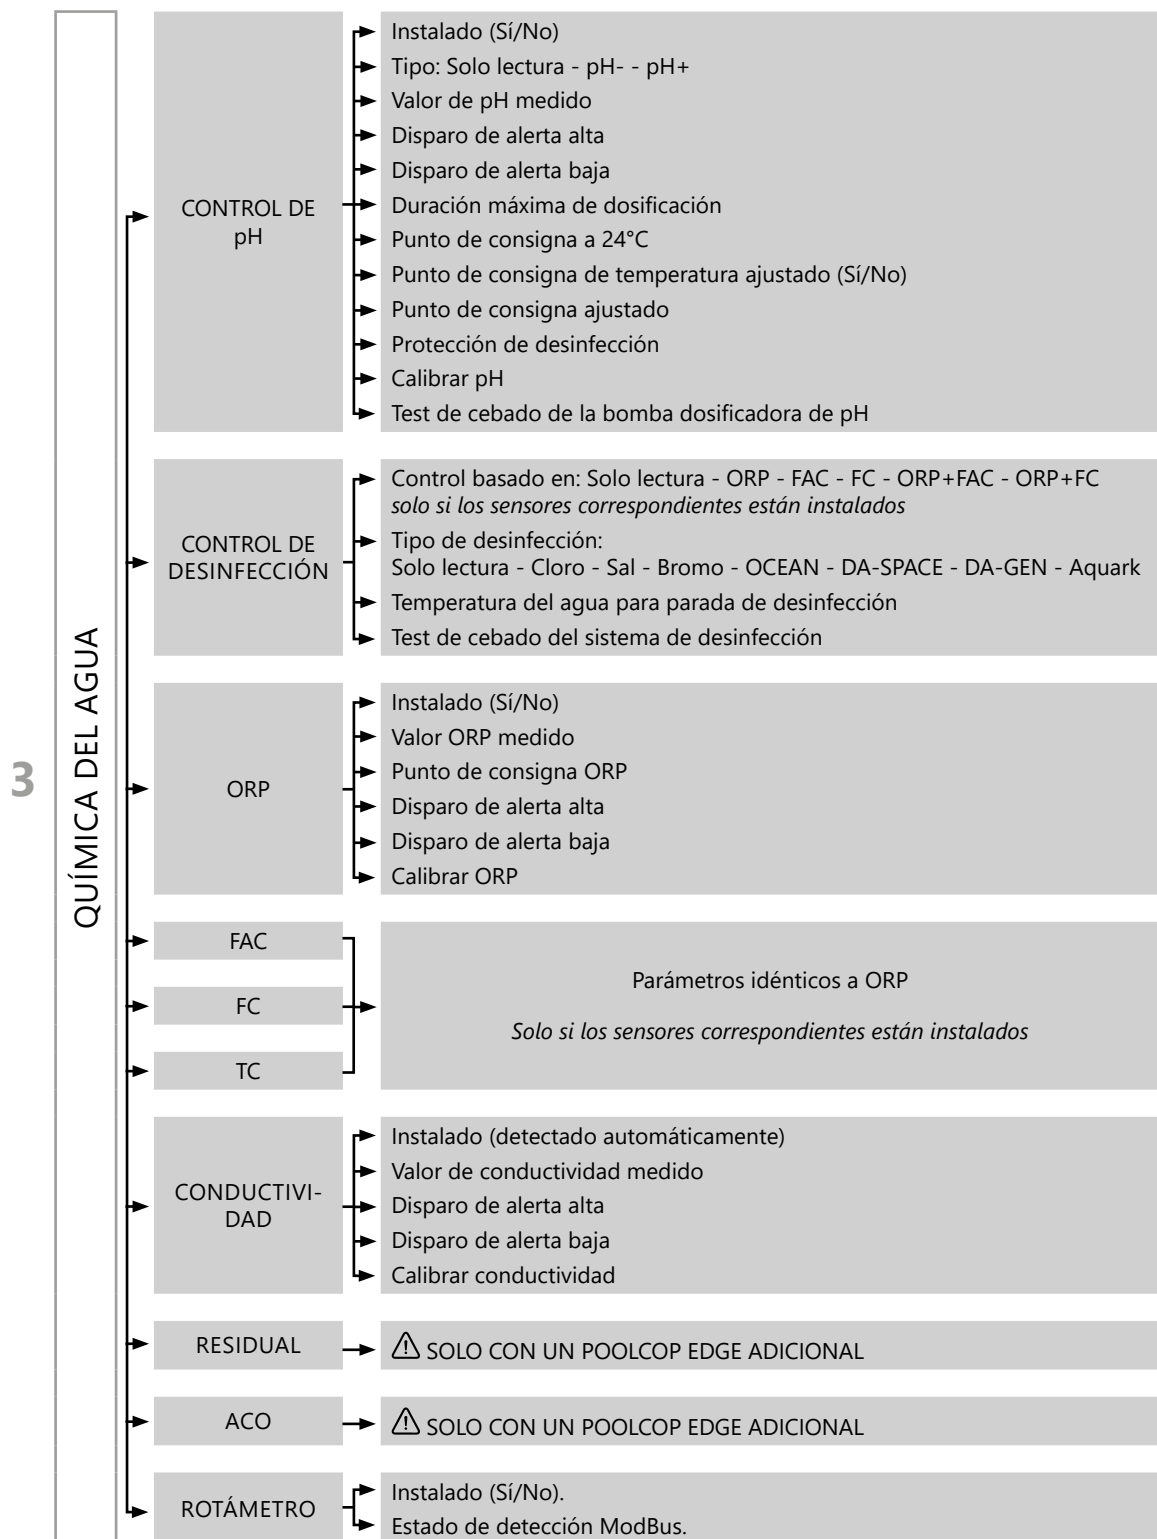 3
QUÍMICA DEL AGUA
CONTROL DE
pH
Instalado (Sí/No)
Tipo: Solo lectura - pH- - pH+
Valor de pH medido
Disparo de alerta alta
Disparo de alerta baja
Duración máxima de dosificación
Punto de consigna a 24°C
Punto de consigna de temperatura ajustado (Sí/No)
Punto de consigna ajustado
Protección de desinfección
Calibrar pH
Test de cebado de la bomba dosificadora de pH
CONTROL DE
DESINFECCIÓN
Control basado en: Solo lectura - ORP - FAC - FC - ORP+FAC - ORP+FC
solo si los sensores correspondientes están instalados
Tipo de desinfección:
Solo lectura - Cloro - Sal - Bromo - OCEAN - DA-SPACE - DA-GEN - Aquark
Temperatura del agua para parada de desinfección
Test de cebado del sistema de desinfección
ORP
Instalado (Sí/No)
Valor ORP medido
Punto de consigna ORP
Disparo de alerta alta
Disparo de alerta baja
Calibrar ORP
FAC
FC
TC
Parámetros idénticos a ORP
Solo si los sensores correspondientes están instalados
CONDUCTIVI-
DAD
Instalado (detectado automáticamente)
Valor de conductividad medido
Disparo de alerta alta
Disparo de alerta baja
Calibrar conductividad
RESIDUAL
⚠ SOLO CON UN POOLCOP EDGE ADICIONAL
ACO
⚠ SOLO CON UN POOLCOP EDGE ADICIONAL
ROTÁMETRO
Instalado (Sí/No).
Estado de detección ModBus.